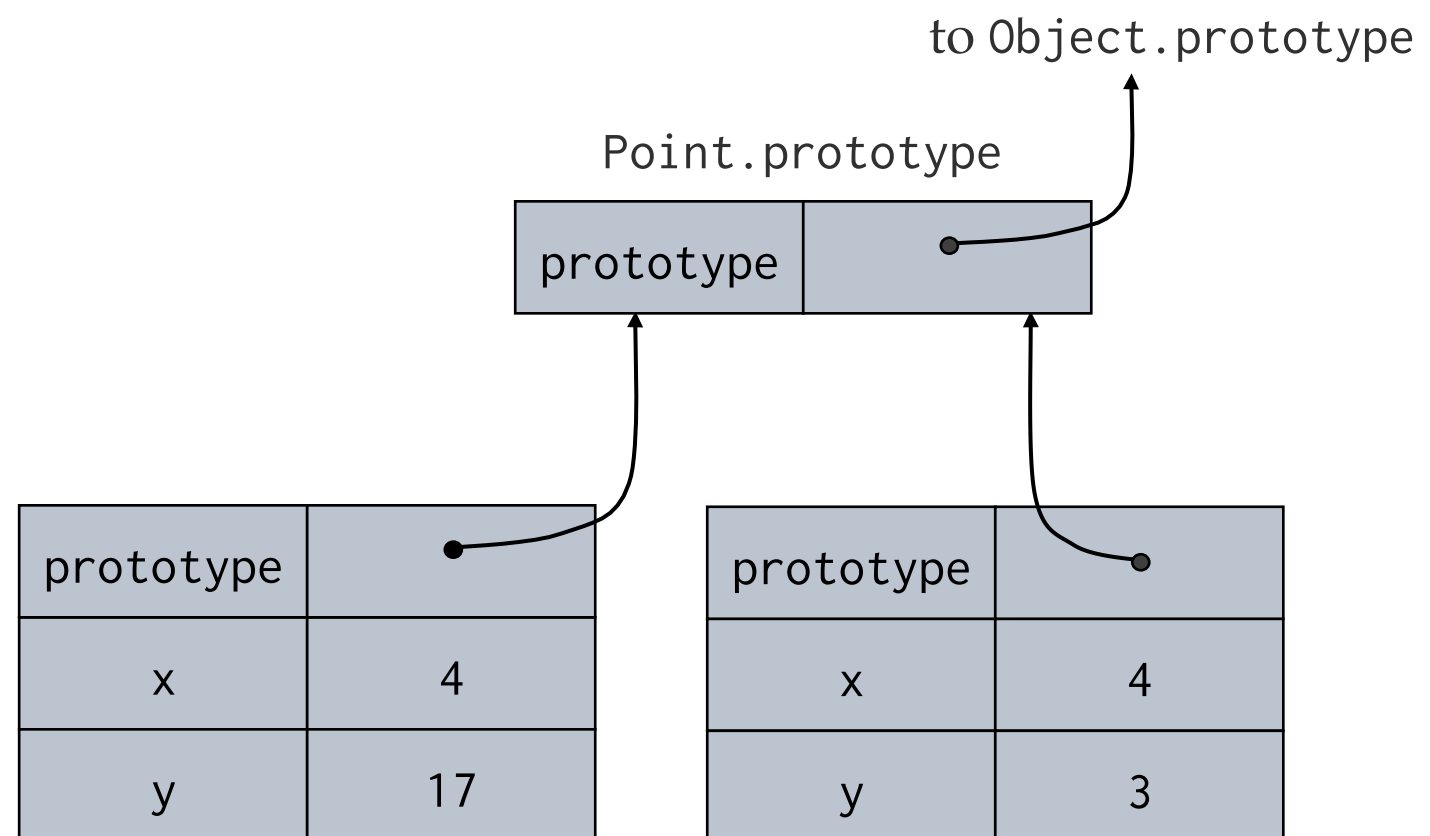 to Object.prototype
Point.prototype
prototype
prototype
prototype
x 4
x 4
y 17
y 3